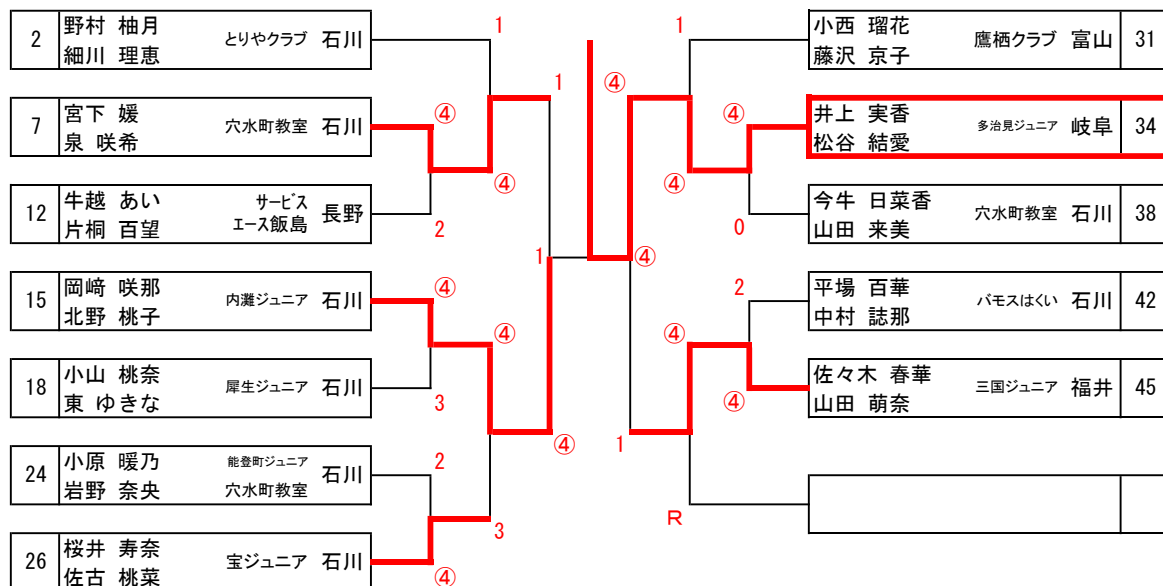 2 野村 柚月 細川 理恵 とりやクラブ 石川
7 宮下 媛 泉 咲希 穴水町教室 石川
12 牛越 あい 片桐 百望 サービス エース飯島 長野
15 岡﨑 咲那 北野 桃子 内灘ジュニア 石川
18 小山 桃奈 東 ゆきな 犀生ジュニア 石川
24 小原 暖乃 岩野 奈央 能登町ジュニア 穴水町教室 石川
26 桜井 寿奈 佐古 桃菜 宝ジュニア 石川
1
④
2
④
3
2
④
1
④
④
3
1
④
④
1
④
1
④
④
④
0
2
④
R
小西 瑠花 藤沢 京子 鷹栖クラブ 富山 31
井上 実香 松谷 結愛 多治見ジュニア 岐阜 34
今牛 日菜香 山田 来美 穴水町教室 石川 38
平場 百華 中村 誌那 バモスはくい 石川 42
佐々木 春華 山田 萌奈 三国ジュニア 福井 45